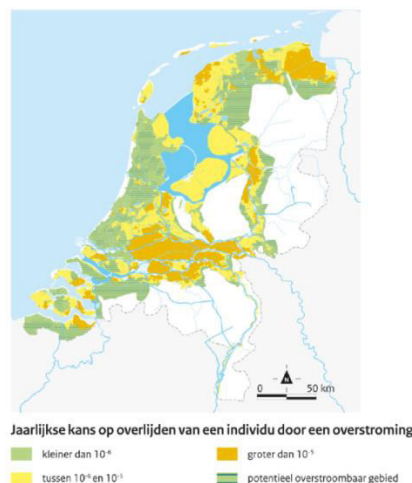 N
0 50 km
Jaarlijkse kans op overlijden van een individu door een overstroming
kleiner dan 10⁻⁶ groter dan 10⁻⁵
tussen 10⁻⁶ en 10⁻⁵ potentieel overstroombaar gebied